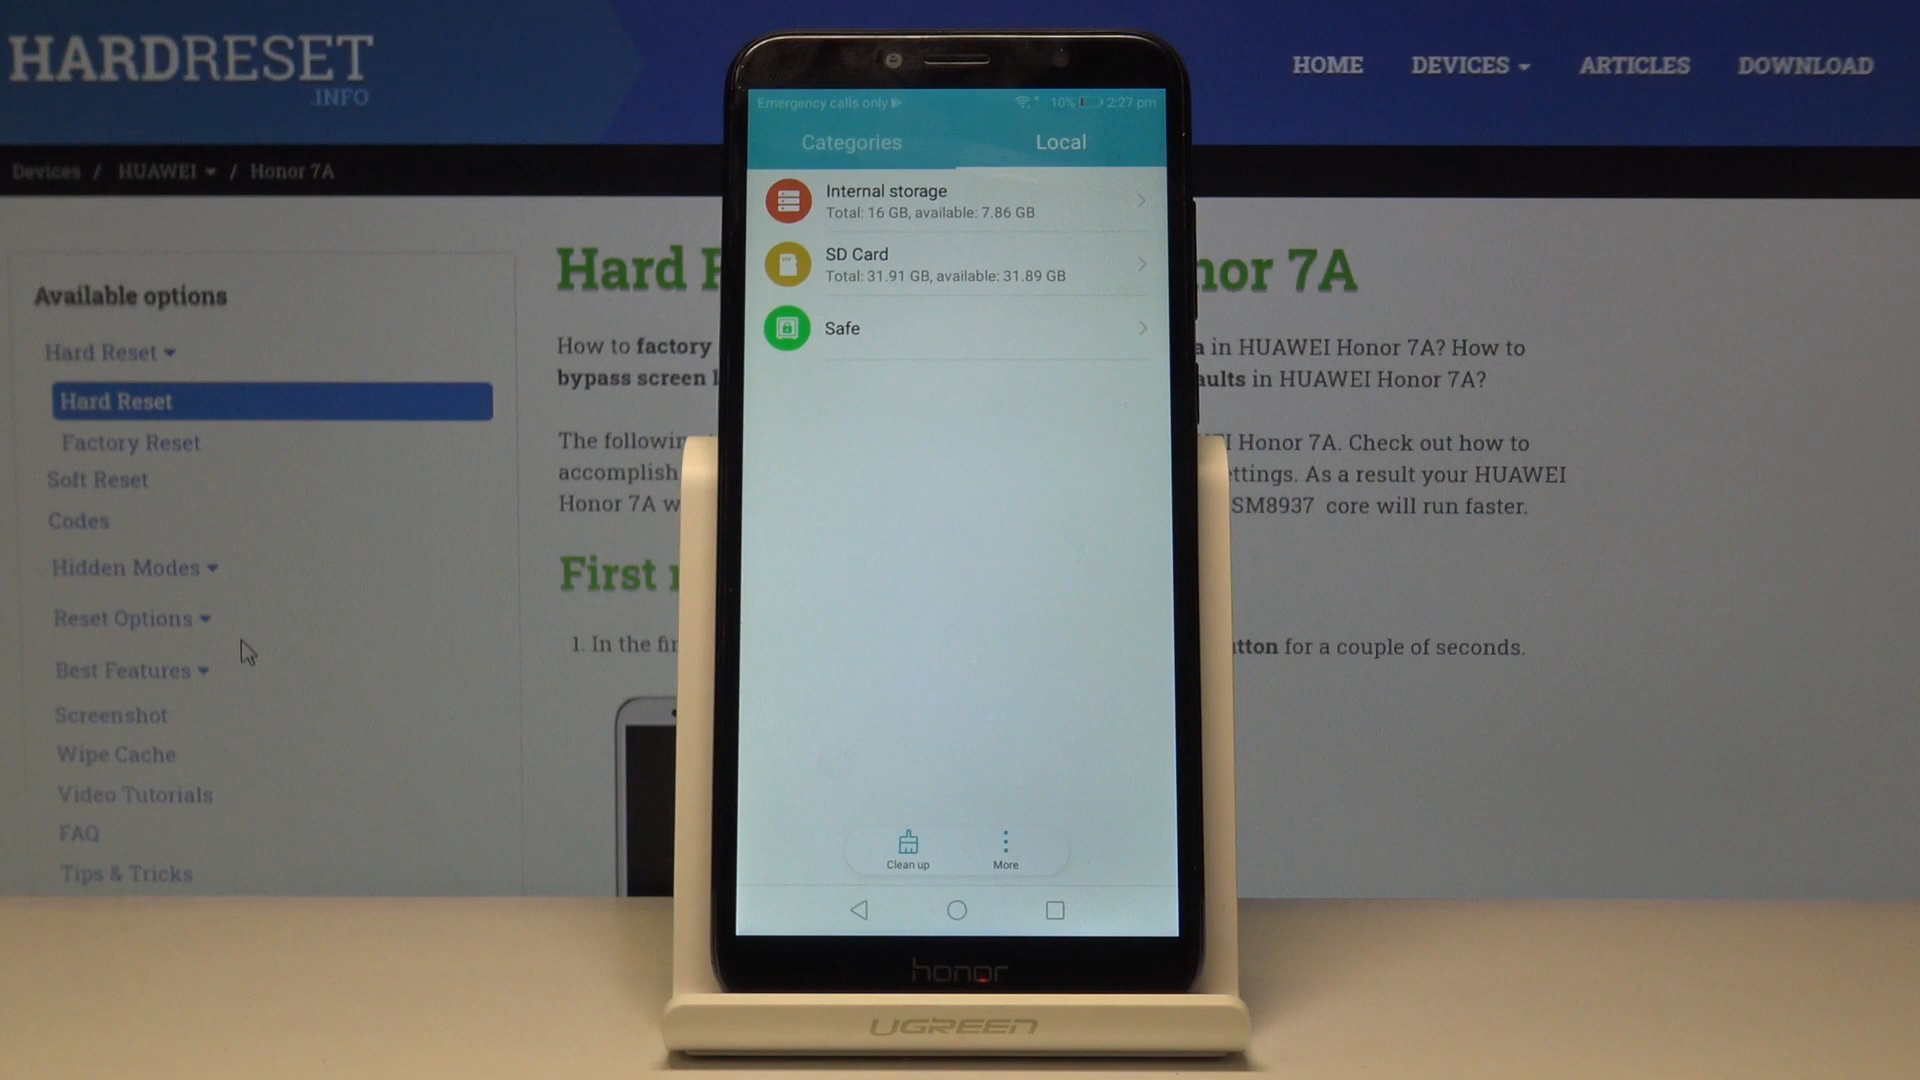 HARDRESET
.INFO
HOME DEVICES ARTICLES DOWNLOAD
Devices / HUAWEI / Honor 7A
Available options
Hard Reset
Hard Reset
Factory Reset
Soft Reset
Codes
Hidden Modes
Reset Options
Best Features
Screenshot
Wipe Cache
Video Tutorials
FAQ
Tips & Tricks
Hard
nor 7A
How to factory
a in HUAWEI Honor 7A? How to
bypass screen
aults in HUAWEI Honor 7A?
The followin
I Honor 7A. Check out how to
accomplish
ttings. As a result your HUAWEI
Honor 7A w
SM8937 core will run faster.
First
1. In the fir
tton for a couple of seconds.
Emergency calls only 10% 2:27 pm
Categories Local
Internal storage
Total: 16 GB, available: 7.86 GB
SD Card
Total: 31.91 GB, available: 31.89 GB
Safe
Clean up More
honor
UGREEN